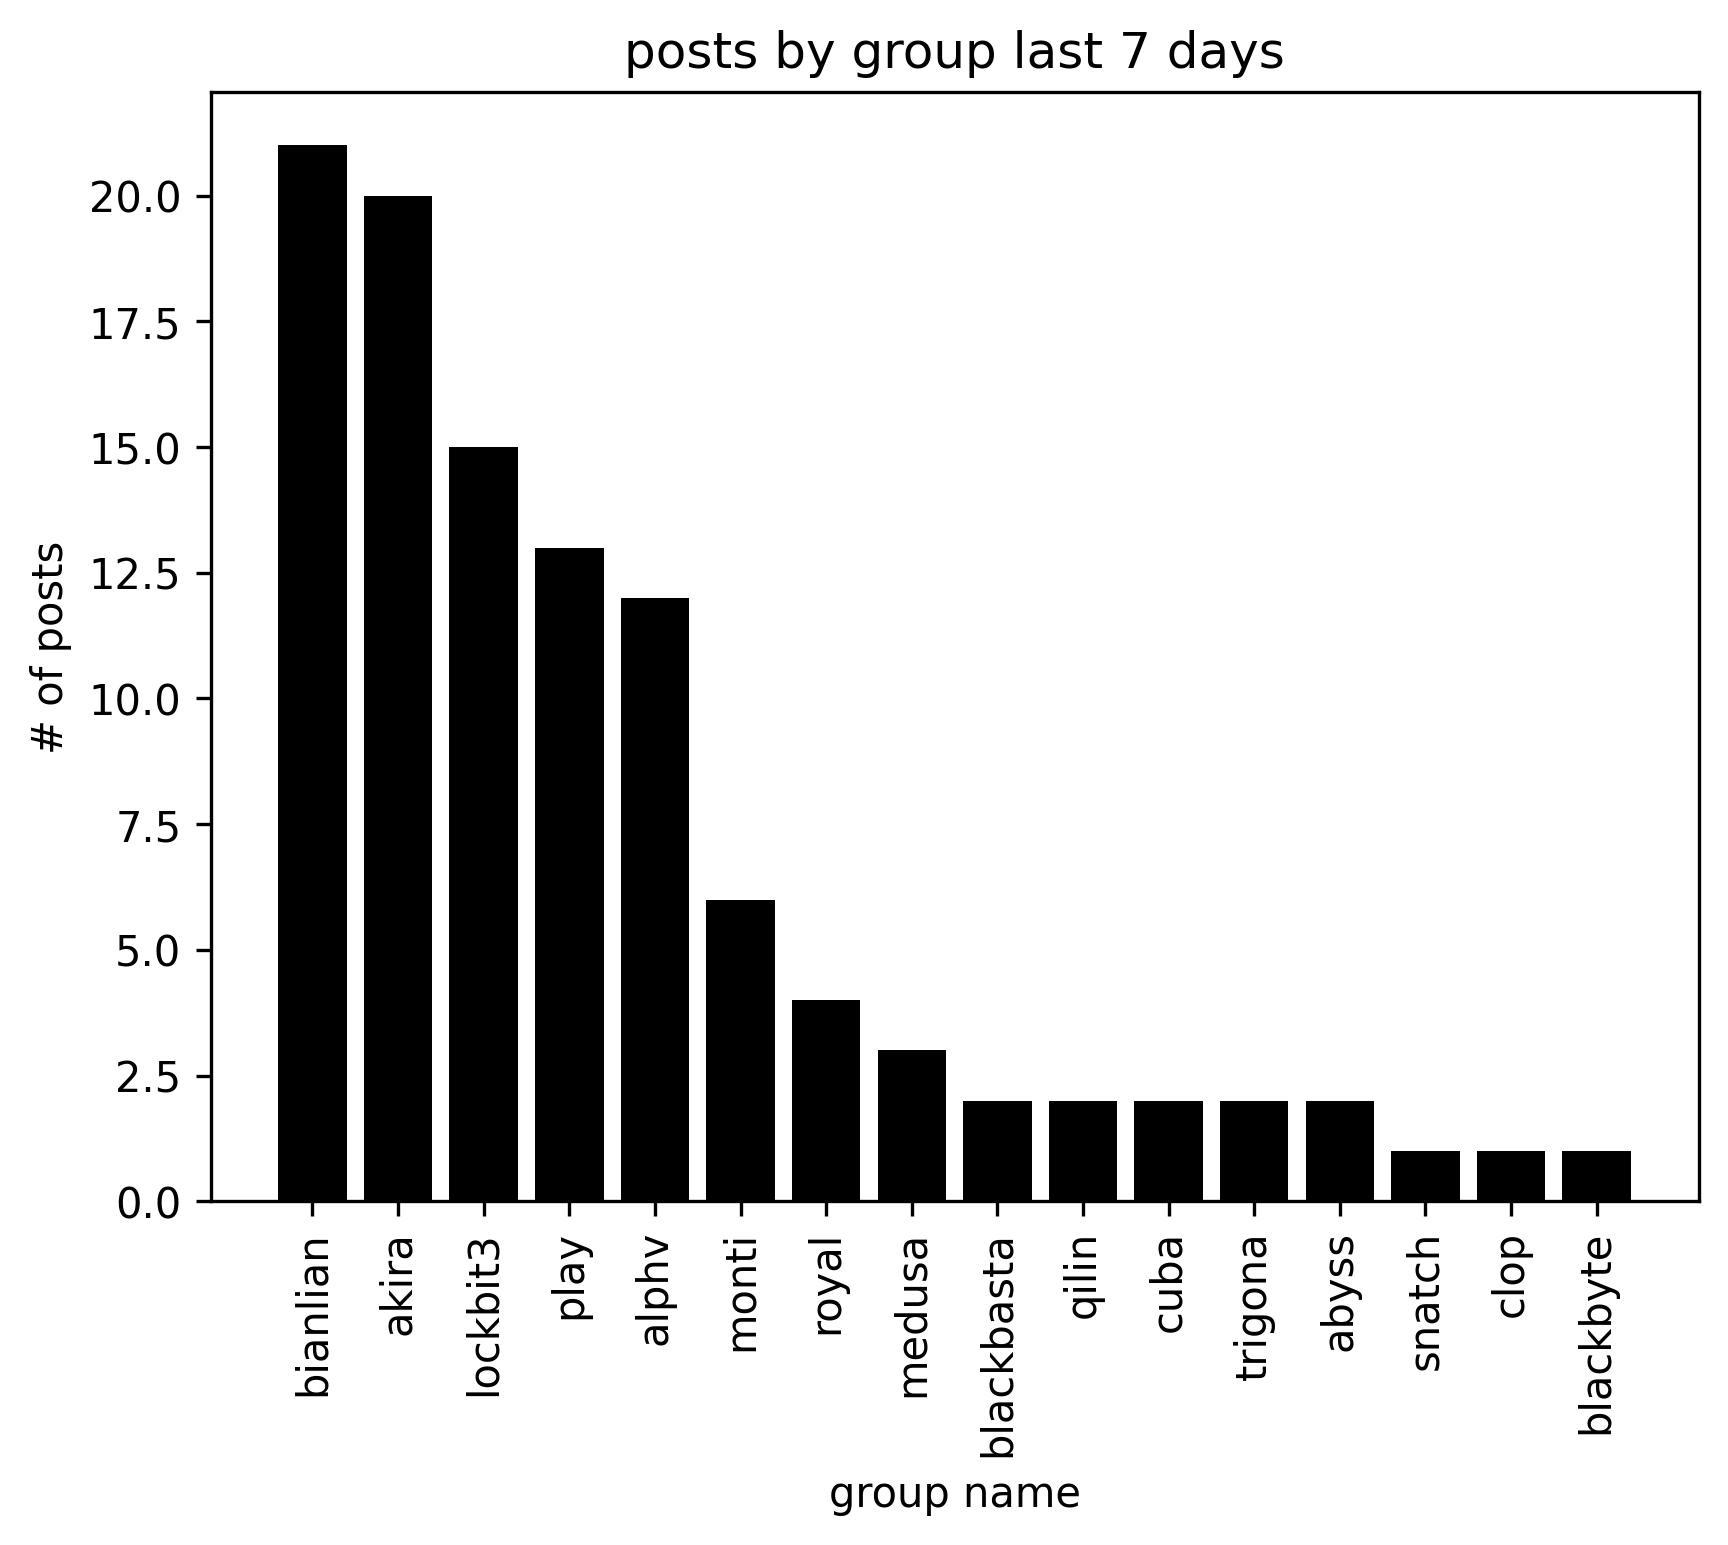 posts by group last 7 days
# of posts
20.0
17.5
15.0
12.5
10.0
7.5
5.0
2.5
0.0
bianlian
akira
lockbit3
play
alphv
monti
royal
medusa
blackbasta
qilin
cuba
trigona
abyss
snatch
clop
blackbyte
group name